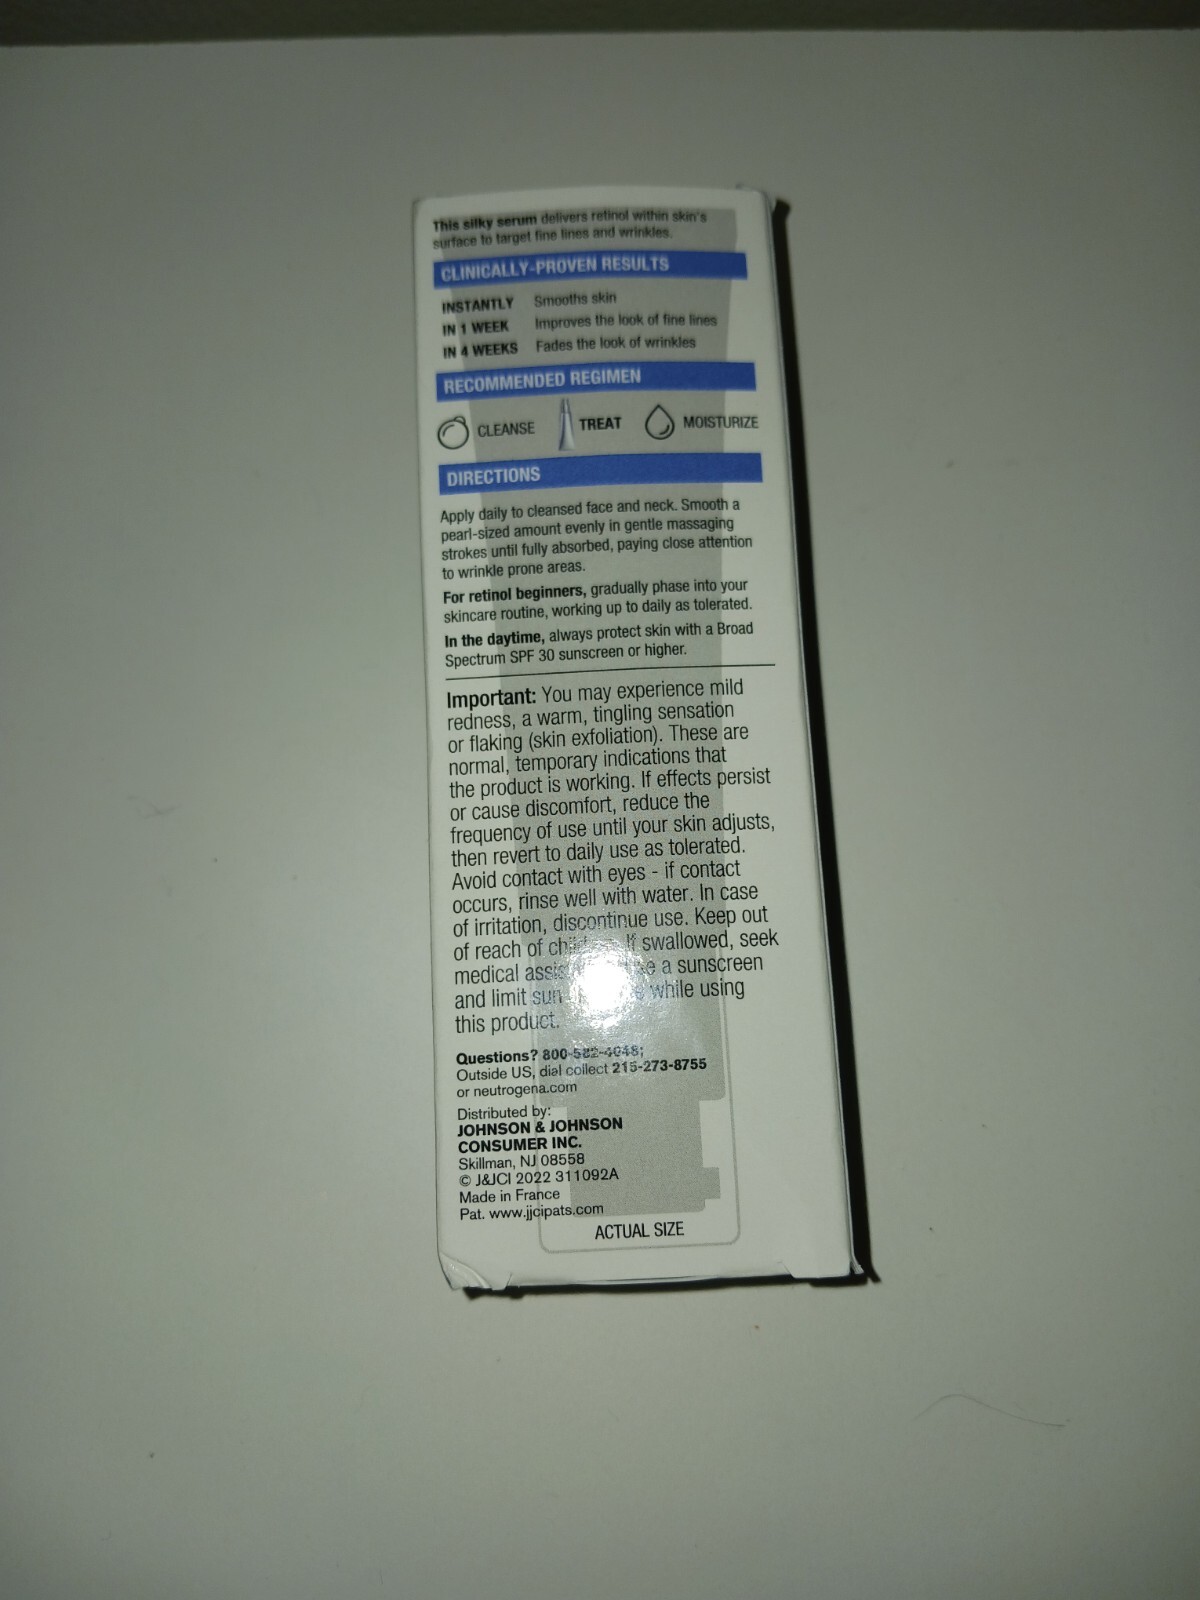 This silky serum delivers retinol within skin's
surface to target fine lines and wrinkles.
CLINICALLY-PROVEN RESULTS
INSTANTLY Smooths skin
IN 1 WEEK Improves the look of fine lines
IN 4 WEEKS Fades the look of wrinkles
RECOMMENDED REGIMEN
CLEANSE TREAT MOISTURIZE
DIRECTIONS
Apply daily to cleansed face and neck. Smooth a
pearl-sized amount evenly in gentle massaging
strokes until fully absorbed, paying close attention
to wrinkle prone areas.
For retinol beginners, gradually phase into your
skincare routine, working up to daily as tolerated.
In the daytime, always protect skin with a Broad
Spectrum SPF 30 sunscreen or higher.
Important: You may experience mild
redness, a warm, tingling sensation
or flaking (skin exfoliation). These are
normal, temporary indications that
the product is working. If effects persist
or cause discomfort, reduce the
frequency of use until your skin adjusts,
then revert to daily use as tolerated.
Avoid contact with eyes - if contact
occurs, rinse well with water. In case
of irritation, discontinue use. Keep out
of reach of If swallowed, seek
medical a sunscreen
and limit sun while using
this product.
Questions? 800-582-4048;
Outside US, dial collect 215-273-8755
or neutrogena.com
Distributed by:
JOHNSON & JOHNSON
CONSUMER INC.
Skillman, NJ 08558
© J&JCI 2022 311092A
Made in France
Pat. www.jjcipats.com
ACTUAL SIZE